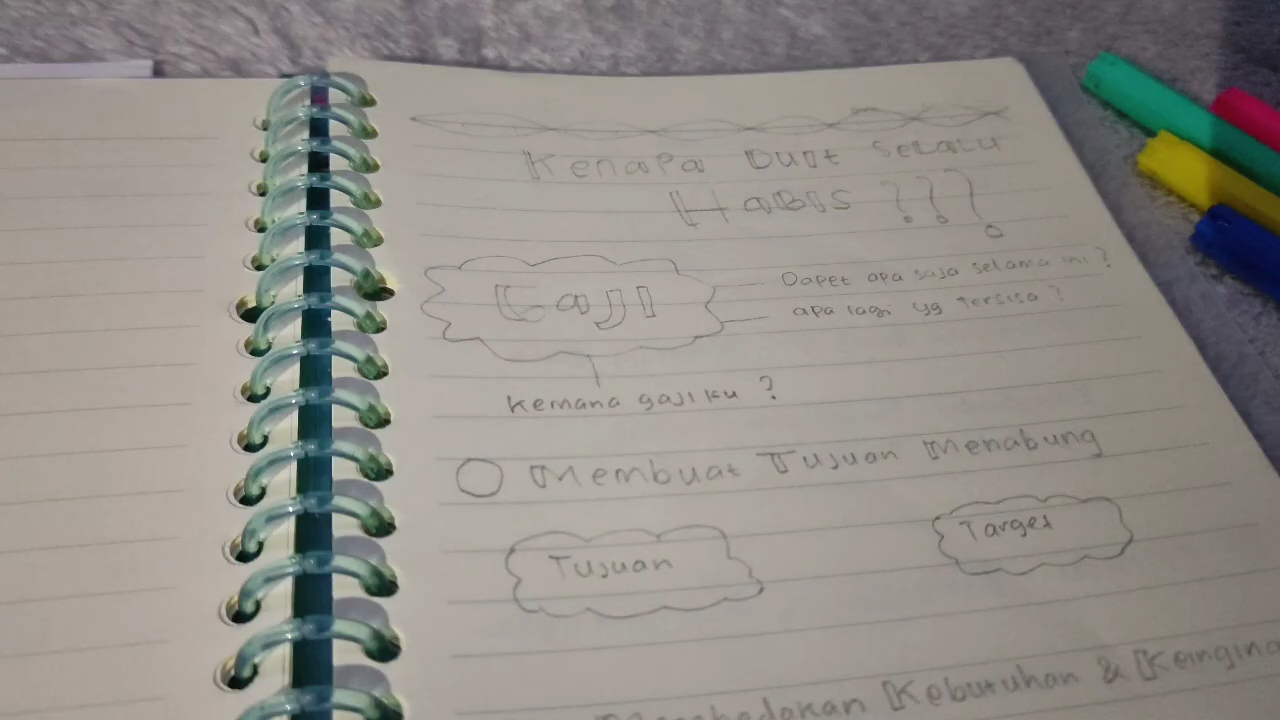 Kenapa Duit Selalu
Habis ???
Gaji
Dapet apa saja selama ini ?
apa lagi yg Tersisa ?
Kemana gajiku ?
Membuat Tujuan Menabung
Tujuan
Target
Kebutuhan &